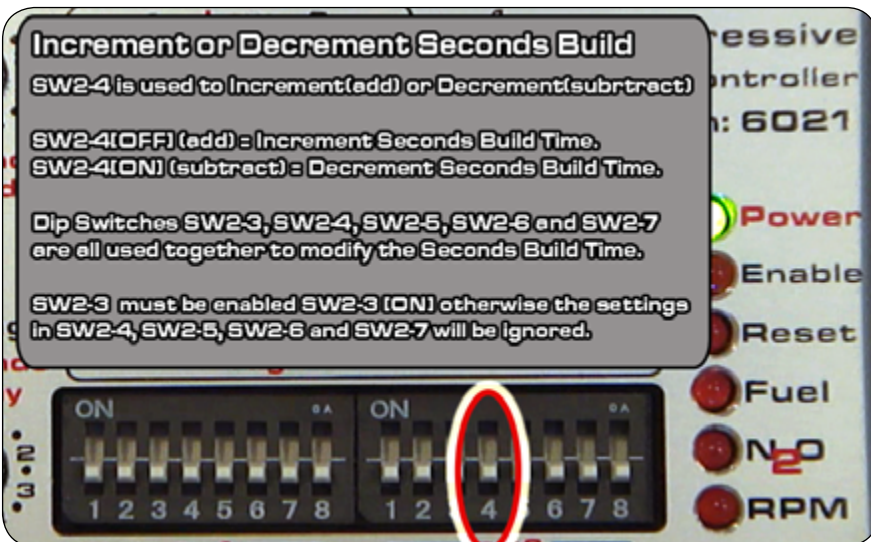 Increment or Decrement Seconds Build
SW2-4 is used to Increment(add) or Decrement(subrtract)
SW2-4[OFF] (add) = Increment Seconds Build Time.
SW2-4[ON] (subtract) = Decrement Seconds Build Time.
Dip Switches SW2-3, SW2-4, SW2-5, SW2-6 and SW2-7
are all used together to modify the Seconds Build Time.
SW2-3 must be enabled SW2-3 [ON] otherwise the settings
in SW2-4, SW2-5, SW2-6 and SW2-7 will be ignored.
essive
ntroller
: 6021
Power
Enable
Reset
Fuel
N2O
RPM
ON
ON
1 2 3 4 5 6 7 8
1 2 4 6 7 8
2
3